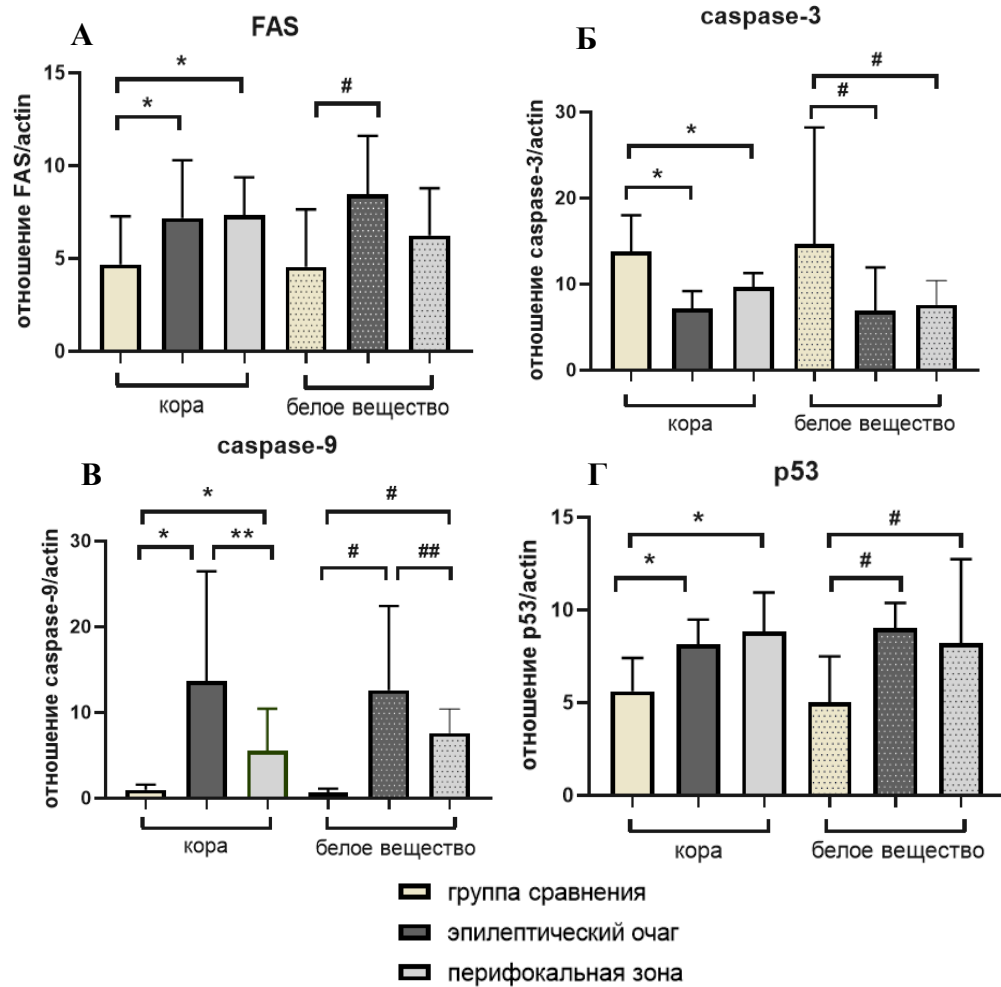 А
FAS
отношение FAS/actin
15
10
5
0
*
*
#
кора
белое вещество
Б
caspase-3
отношение caspase-3/actin
30
20
10
0
*
*
#
#
кора
белое вещество
В
caspase-9
отношение caspase-9/actin
30
20
10
0
*
*
**
#
#
##
кора
белое вещество
Г
p53
отношение p53/actin
15
10
5
0
*
*
#
#
кора
белое вещество
группа сравнения
эпилептический очаг
перифокальная зона